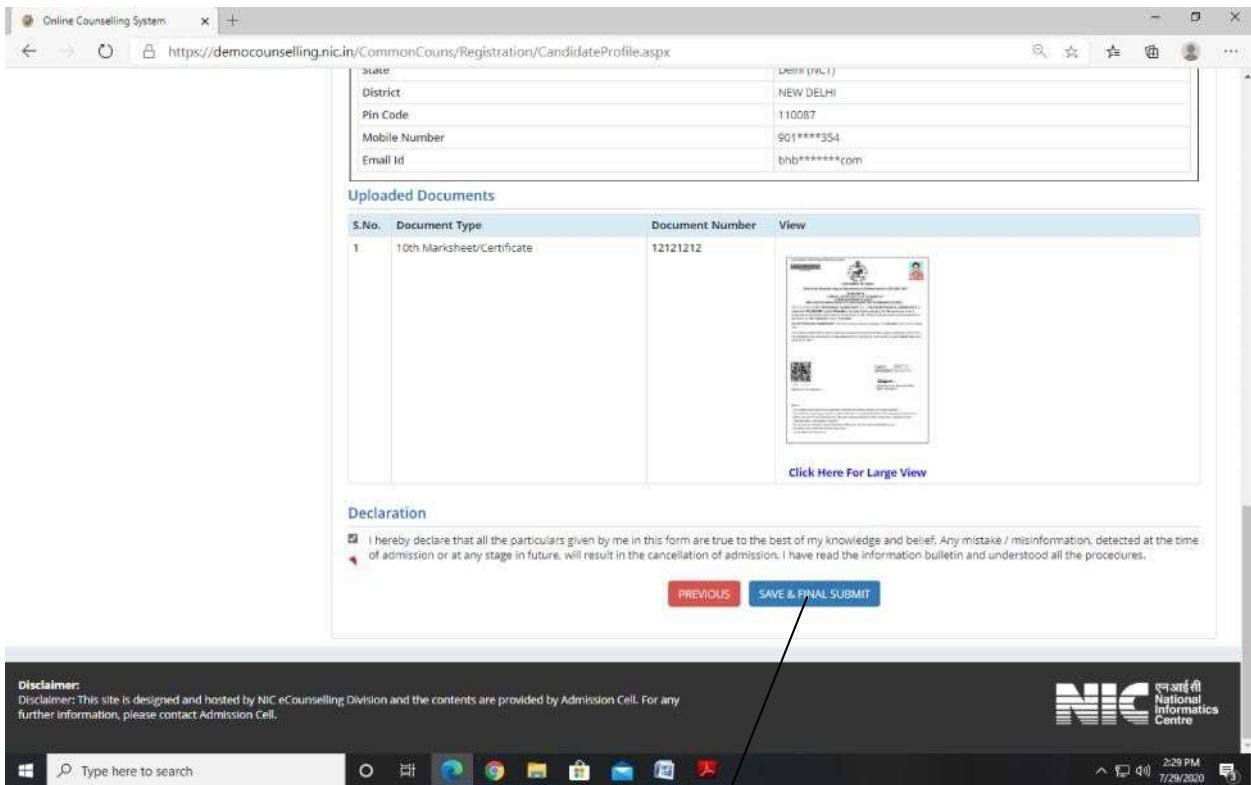 Online Counselling System
https://democounselling.nic.in/CommonCouns/Registration/CandidateProfile.aspx
State Delhi (NCT)
District NEW DELHI
Pin Code 110087
Mobile Number 901****354
Email Id bhb*******com
Uploaded Documents
S.No. Document Type Document Number View
1 10th Marksheet/Certificate 12121212
Click Here For Large View
Declaration
I hereby declare that all the particulars given by me in this form are true to the best of my knowledge and belief. Any mistake / misinformation, detected at the time
of admission or at any stage in future, will result in the cancellation of admission. I have read the information bulletin and understood all the procedures.
PREVIOUS SAVE & FINAL SUBMIT
Disclaimer:
Disclaimer: This site is designed and hosted by NIC eCounselling Division and the contents are provided by Admission Cell. For any
further information, please contact Admission Cell.
NIC
एनआईसी
National
Informatics
Centre
Type here to search
2:29 PM
7/29/2020
3